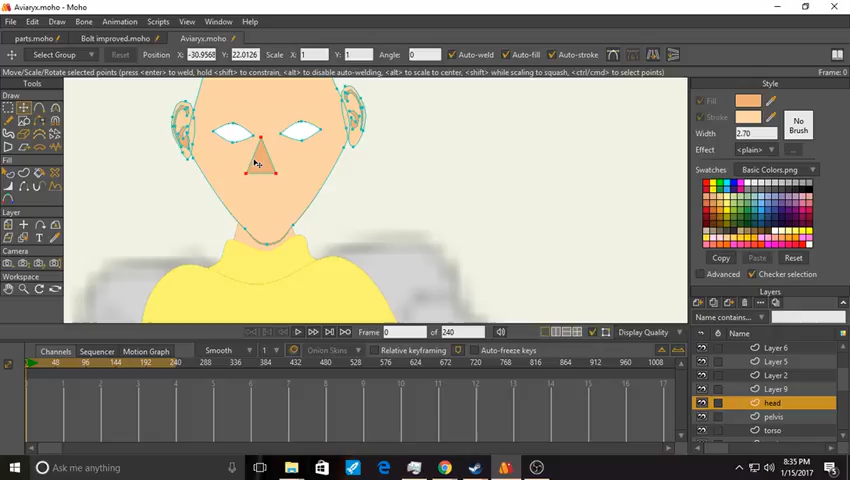 Aviaryx.moho - Moho
File Edit Draw Bone Animation Scripts View Window Help
parts.moho Bolt improved.moho Aviaryx.moho
Select Group Reset Position X: -30.9568 Y: 22.0126 Scale X: 1 Y: 1 Angle: 0 Auto-weld Auto-fill Auto-stroke
Move/Scale/Rotate selected points (press <enter> to weld, hold <shift> to constrain, <alt> to disable auto-welding, <alt> to scale to center, <shift> while scaling to squash, <ctrl/cmd> to select points) Frame: 0
Tools
Draw
Fill
Layer
Camera
Workspace
Style
Fill
Stroke
Width 2.70
No
Brush
Effect <plain>
Swatches Basic Colors.png
Copy Paste Reset
Advanced Checker selection
Layers
Name contains...
Name
Layer 6
Layer 5
Layer 2
Layer 9
head
pelvis
torso
Frame 0 of 240 Display Quality
Channels Sequencer Motion Graph Smooth 1 Onion Skins Relative keyframing Auto-freeze keys
48 96 144 192 240 288 336 384 432 480 528 576 624 672 720 768 816 864 912 960 1008
1 2 3 4 5 6 7 8 9 10 11 12 13 14 15 16 17
Ask me anything
8:35 PM
1/15/2017